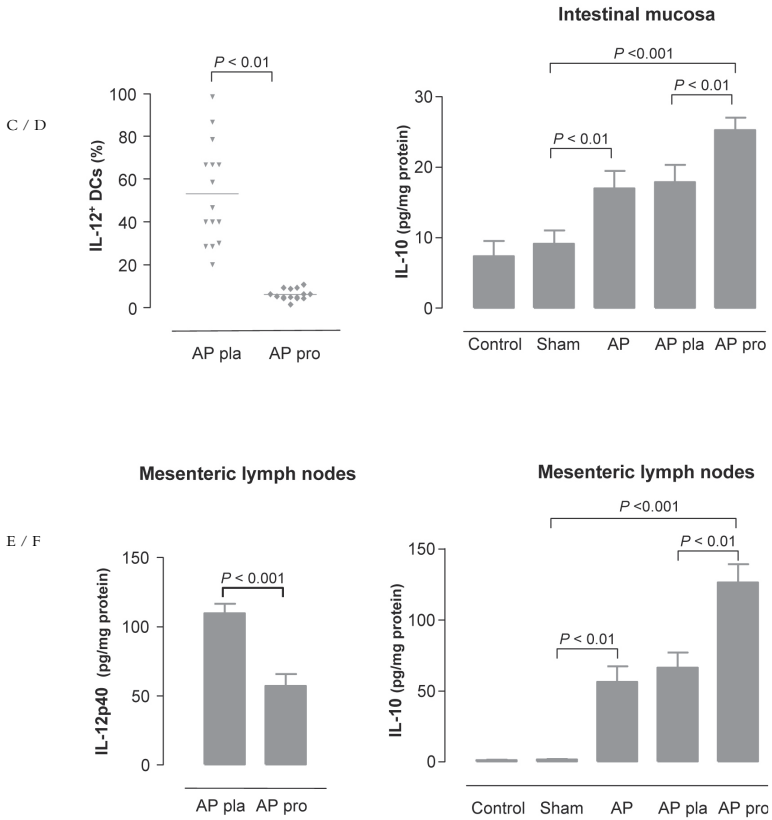 C / D
P < 0.01
IL-12+ DCs (%)
100
80
60
40
20
0
AP pla AP pro
Intestinal mucosa
P <0.001
P < 0.01
P < 0.01
IL-10 (pg/mg protein)
30
20
10
0
Control Sham AP AP pla AP pro
E / F
Mesenteric lymph nodes
P < 0.001
IL-12p40 (pg/mg protein)
150
100
50
0
AP pla AP pro
Mesenteric lymph nodes
P <0.001
P < 0.01
P < 0.01
IL-10 (pg/mg protein)
150
100
50
0
Control Sham AP AP pla AP pro